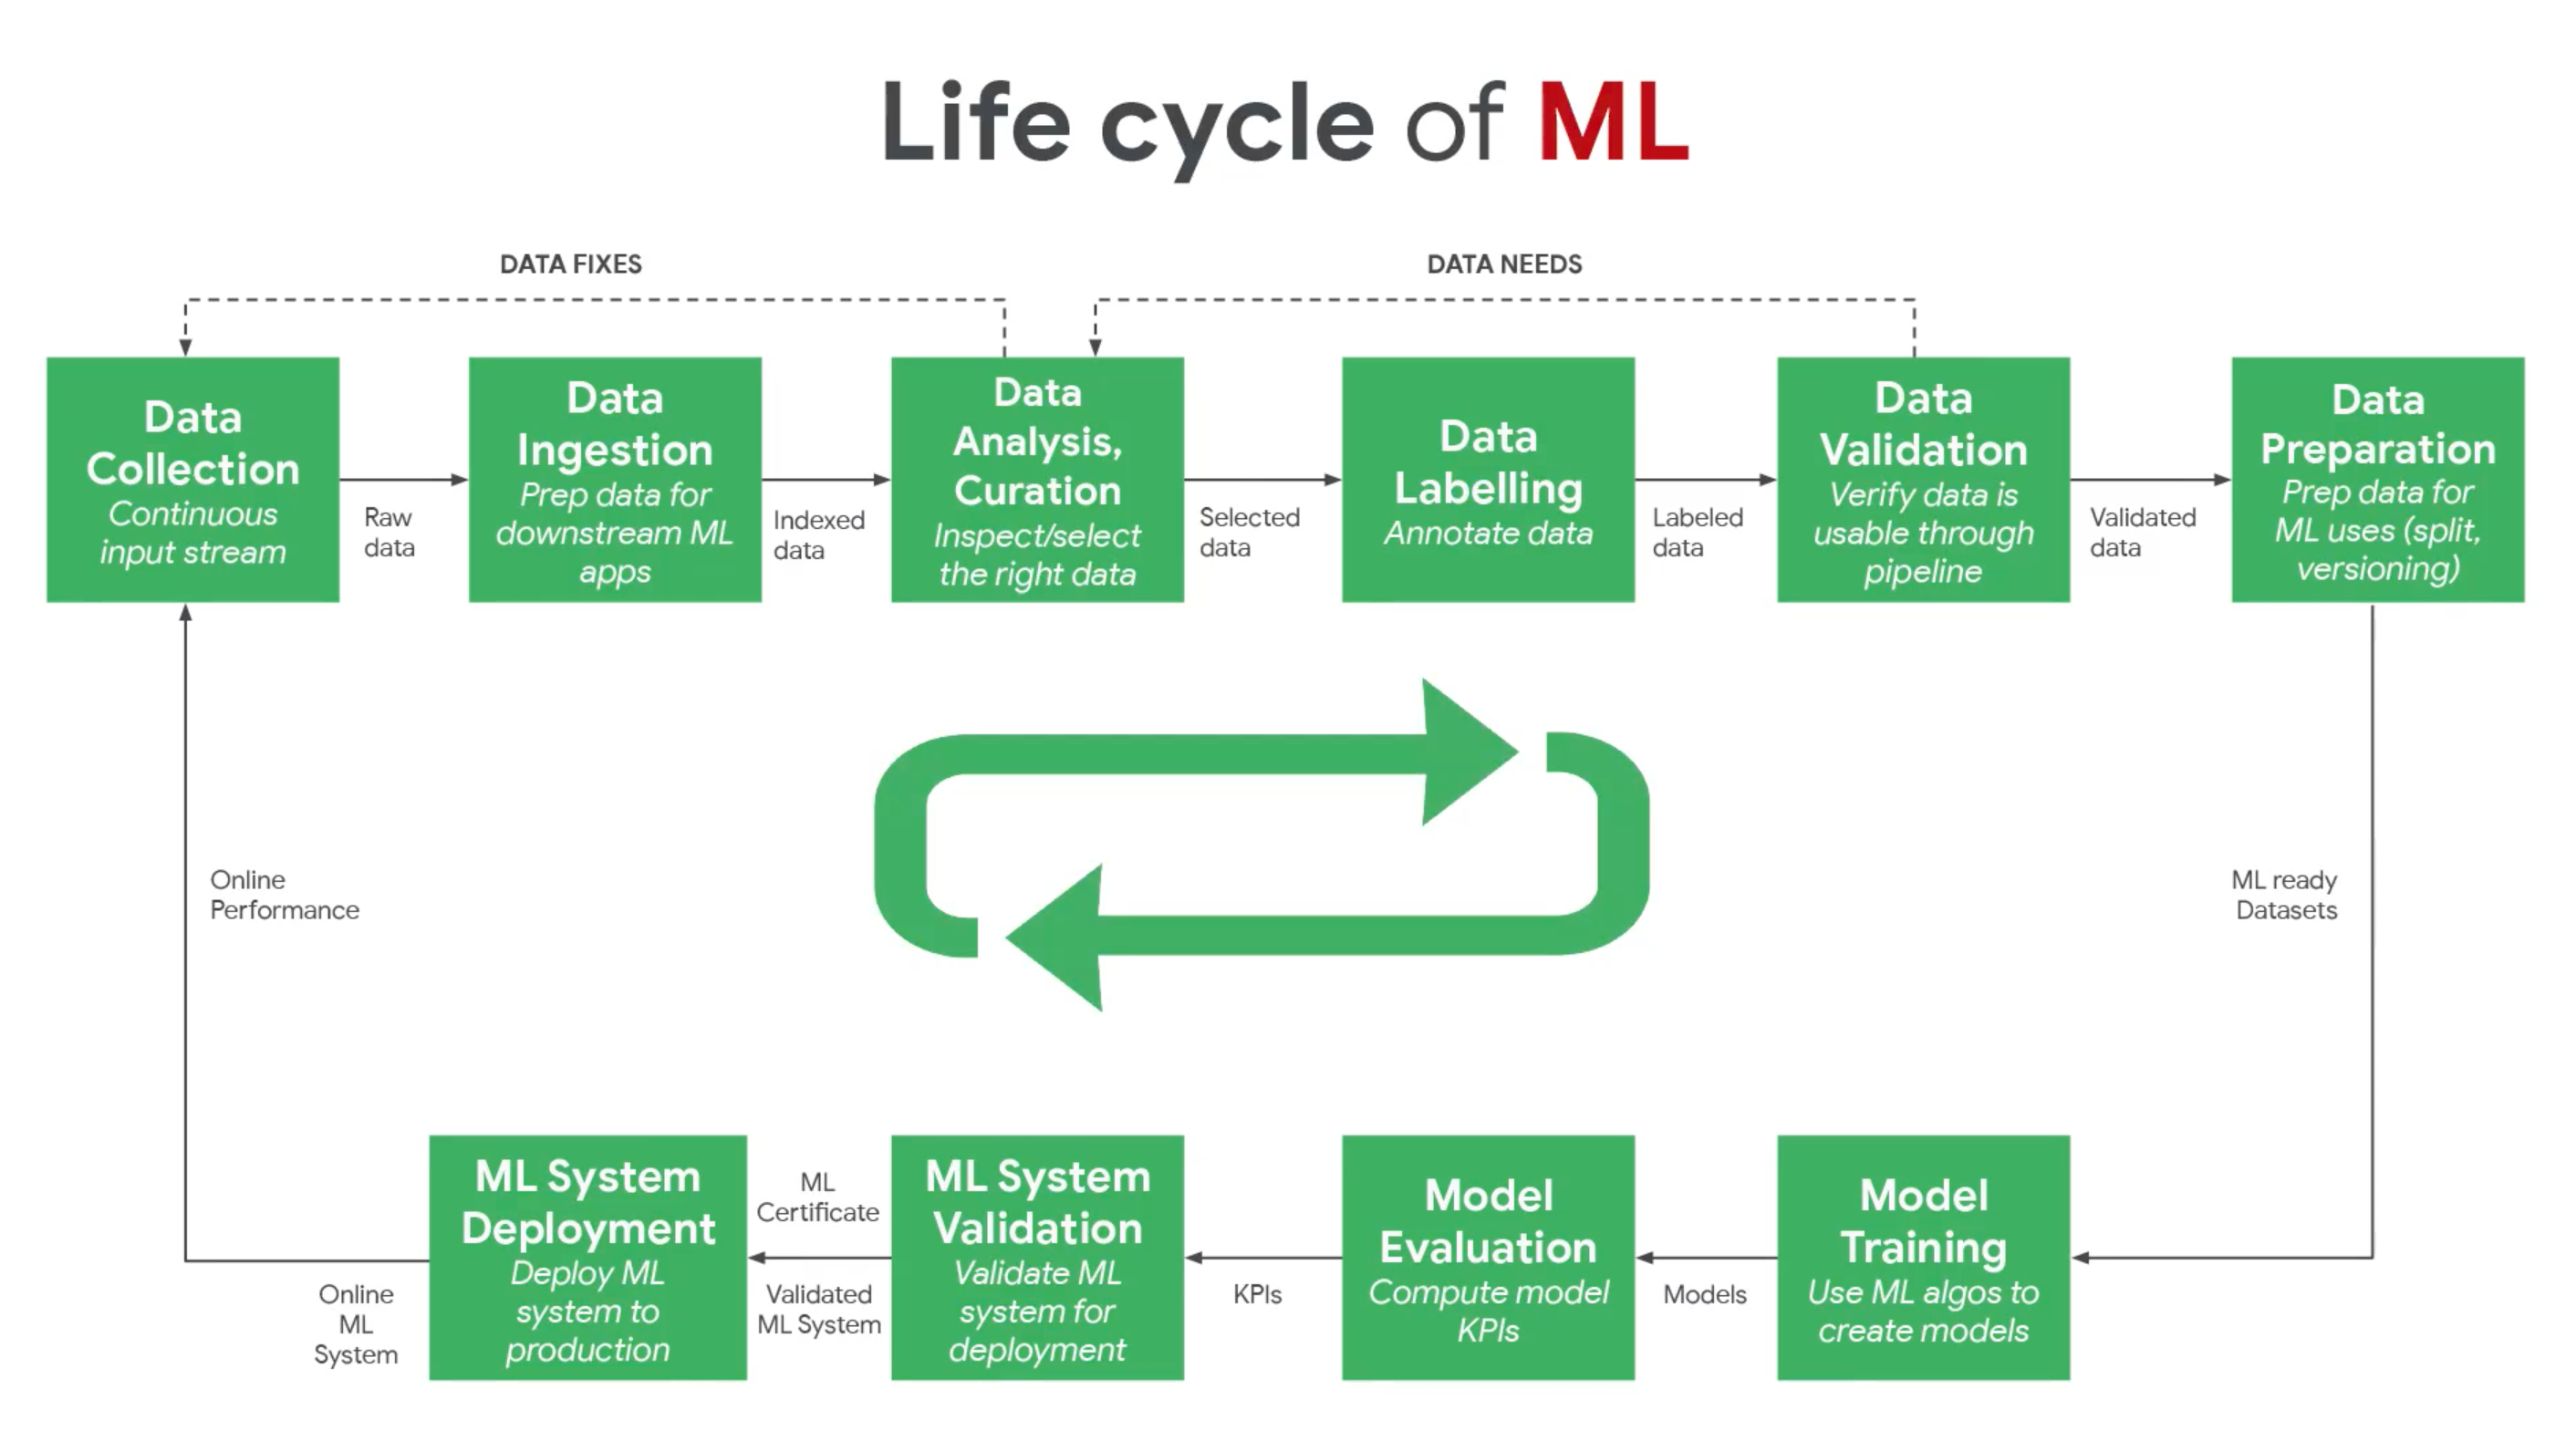 Life cycle of ML
DATA FIXES
DATA NEEDS
Data
Collection
Continuous
input stream
Raw
data
Data
Ingestion
Prep data for
downstream ML
apps
Indexed
data
Data
Analysis,
Curation
Inspect/select
the right data
Selected
data
Data
Labelling
Annotate data
Labeled
data
Data
Validation
Verify data is
usable through
pipeline
Validated
data
Data
Preparation
Prep data for
ML uses (split,
versioning)
ML ready
Datasets
Model
Training
Use ML algos to
create models
Models
Model
Evaluation
Compute model
KPIs
KPIs
ML System
Validation
Validate ML
system for
deployment
ML
Certificate
Validated
ML System
ML System
Deployment
Deploy ML
system to
production
Online
ML
System
Online
Performance